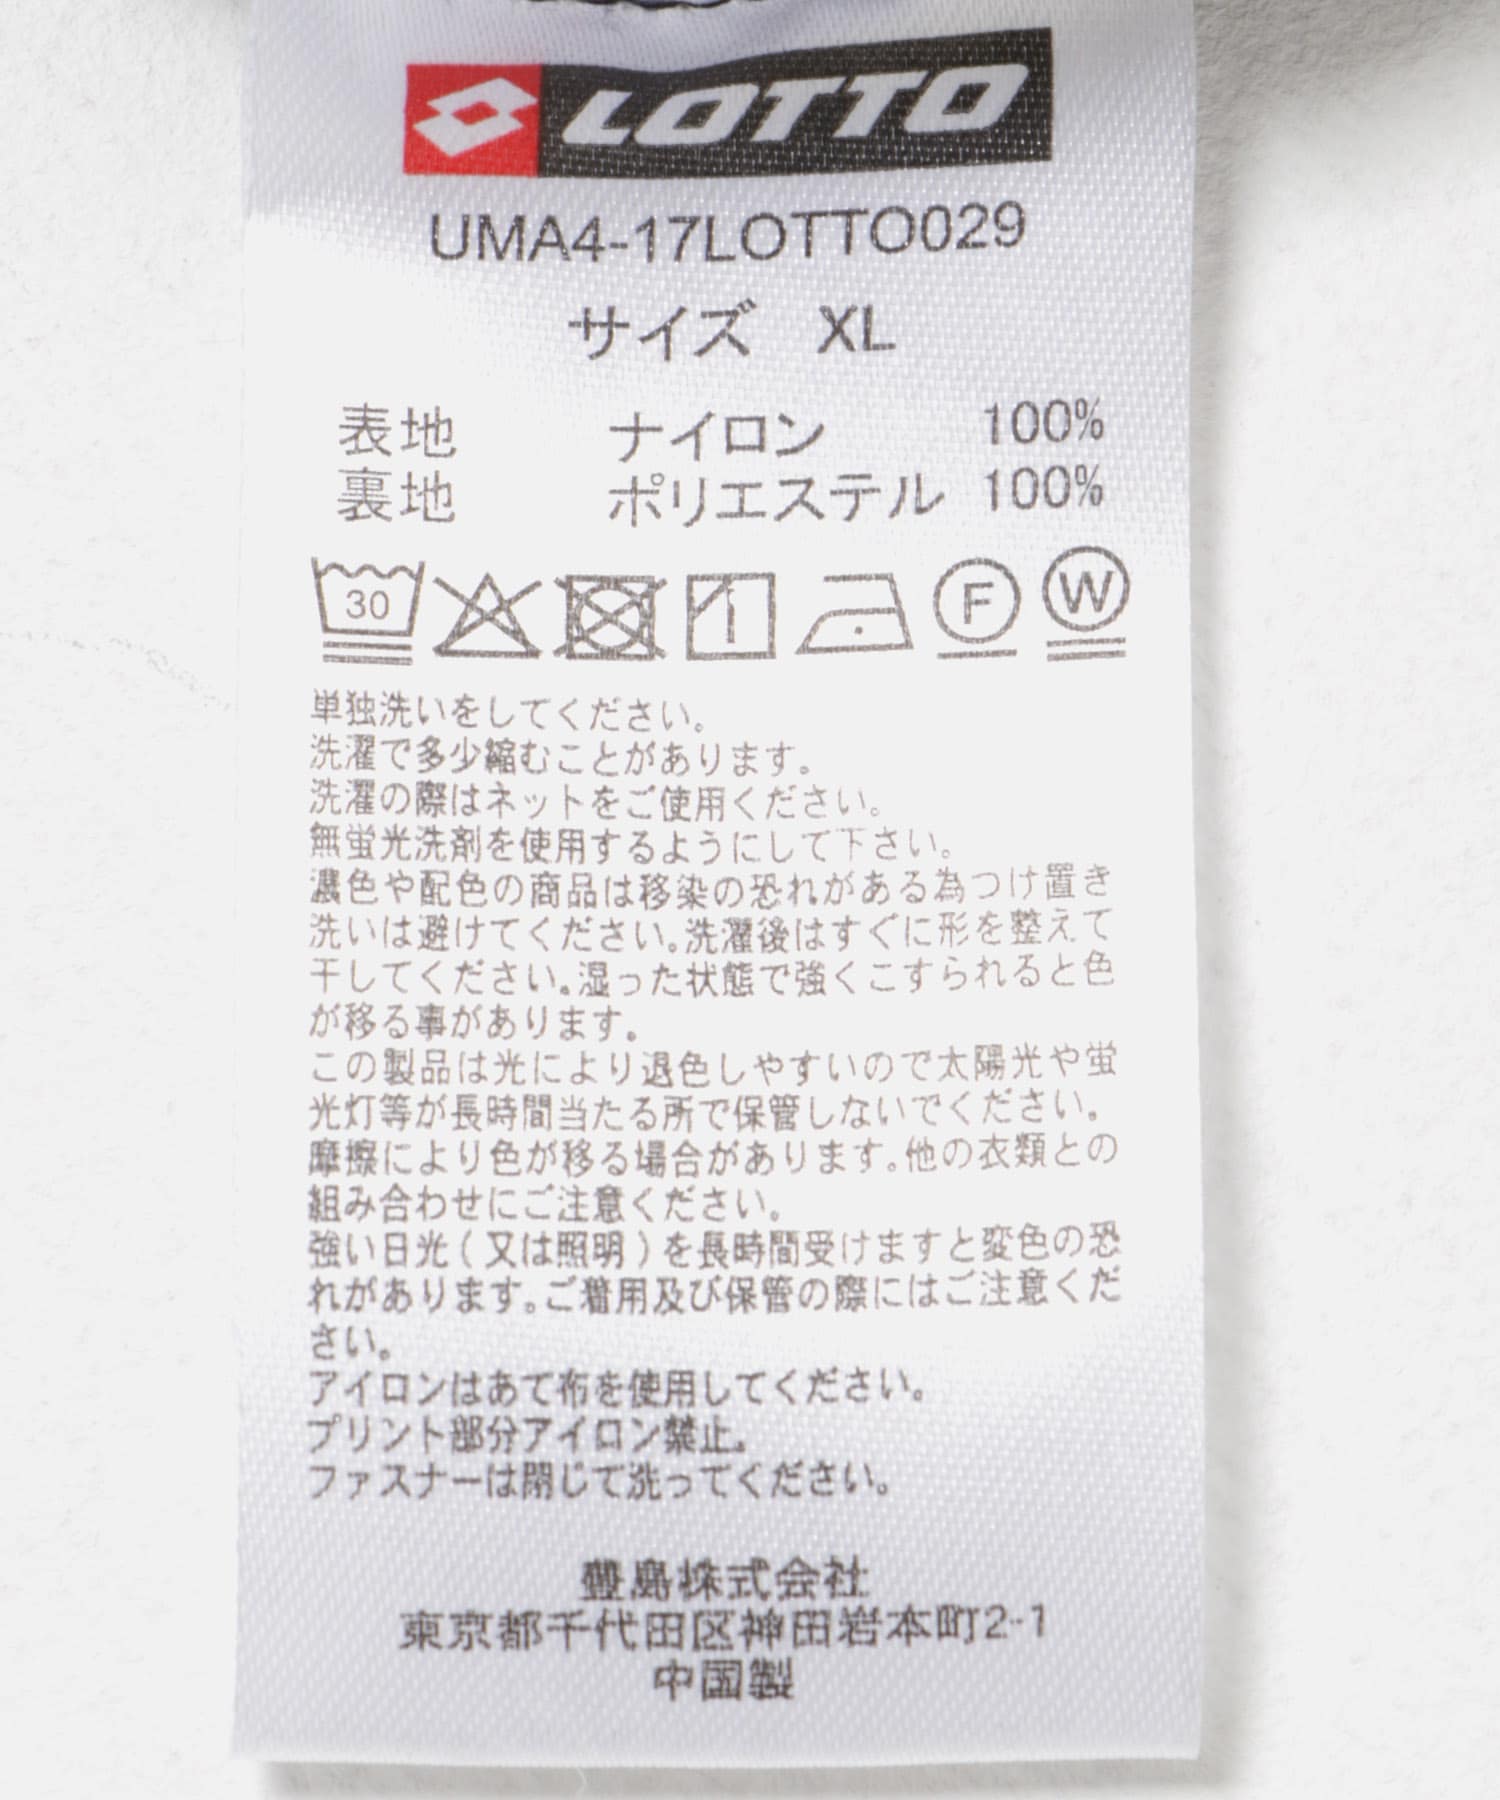 LOTTO
UMA4-17LOTTO029
サイズ XL
表地 ナイロン 100%
裏地 ポリエステル 100%
30 F W
単独洗いをしてください。
洗濯で多少縮むことがあります。
洗濯の際はネットをご使用ください。
無蛍光洗剤を使用するようにして下さい。
濃色や配色の商品は移染の恐れがある為つけ置き
洗いは避けてください。洗濯後はすぐに形を整えて
干してください。湿った状態で強くこすられると色
が移る事があります。
この製品は光により退色しやすいので太陽光や蛍
光灯等が長時間当たる所で保管しないでください。
摩擦により色が移る場合があります。他の衣類との
組み合わせにご注意ください。
強い日光(又は照明)を長時間受けますと変色の恐
れがあります。ご着用及び保管の際にはご注意くだ
さい。
アイロンはあて布を使用してください。
プリント部分アイロン禁止。
ファスナーは閉じて洗ってください。
豊島株式会社
東京都千代田区神田岩本町2-1
中国製